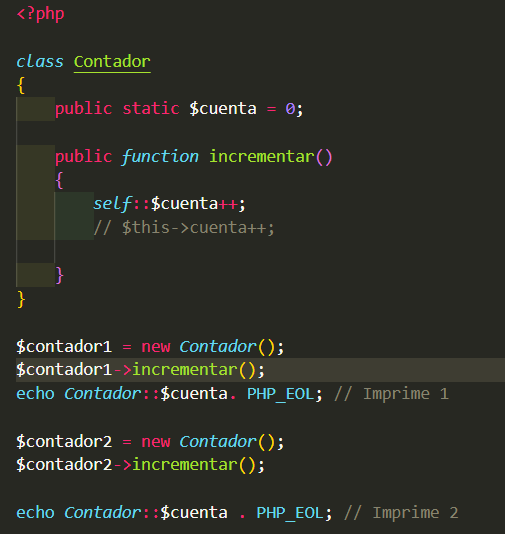 <?php
class Contador
{
public static $cuenta = 0;
public function incrementar()
{
self::$cuenta++;
// $this->cuenta++;
}
}
$contador1 = new Contador();
$contador1->incrementar();
echo Contador::$cuenta. PHP_EOL; // Imprime 1
$contador2 = new Contador();
$contador2->incrementar();
echo Contador::$cuenta . PHP_EOL; // Imprime 2